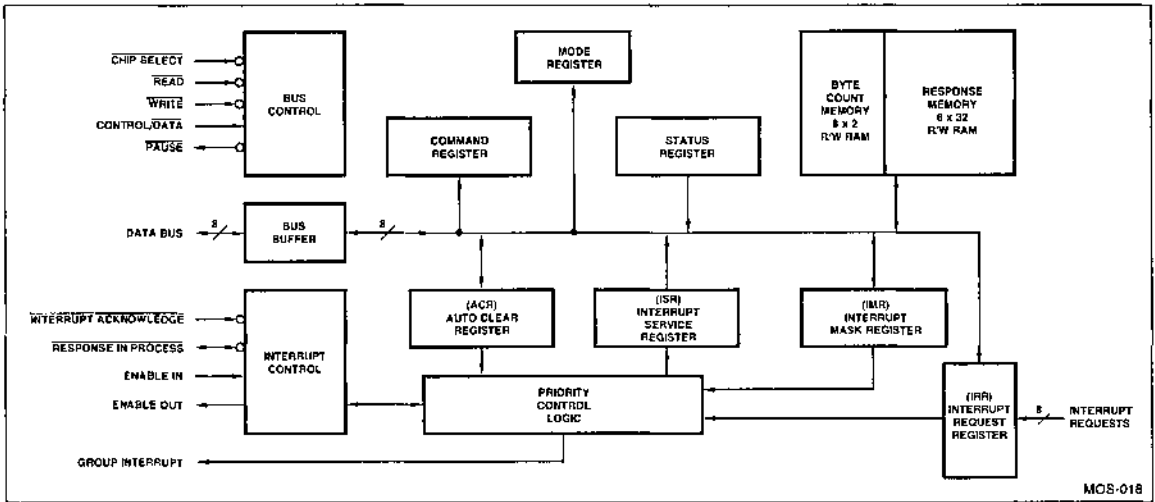 CHIP SELECT
READ
WRITE
CONTROL/DATA
PAUSE
BUS
CONTROL
MODE
REGISTER
COMMAND
REGISTER
STATUS
REGISTER
BYTE
COUNT
MEMORY
8 x 2
R/W RAM
RESPONSE
MEMORY
8 x 32
R/W RAM
DATA BUS
8
BUS
BUFFER
8
(ACR)
AUTO CLEAR
REGISTER
(ISR)
INTERRUPT
SERVICE
REGISTER
(IMR)
INTERRUPT
MASK REGISTER
INTERRUPT ACKNOWLEDGE
RESPONSE IN PROCESS
ENABLE IN
ENABLE OUT
INTERRUPT
CONTROL
PRIORITY
CONTROL
LOGIC
(IRR)
INTERRUPT
REQUEST
REGISTER
8
INTERRUPT
REQUESTS
GROUP INTERRUPT
MOS-018